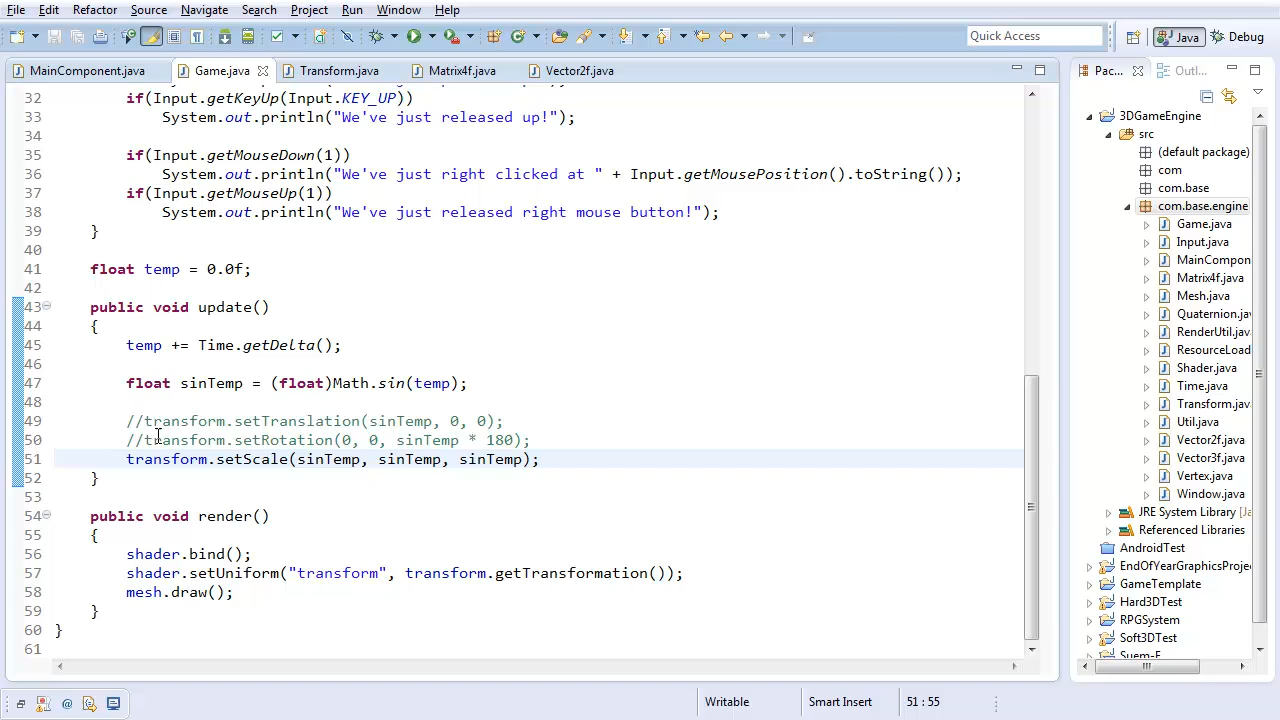 File Edit Refactor Source Navigate Search Project Run Window Help
Quick Access
Java
Debug
MainComponent.java
Game.java
Transform.java
Matrix4f.java
Vector2f.java
32 if(Input.getKeyUp(Input.KEY_UP))
33 System.out.println("We've just released up!");
34
35 if(Input.getMouseDown(1))
36 System.out.println("We've just right clicked at " + Input.getMousePosition().toString());
37 if(Input.getMouseUp(1))
38 System.out.println("We've just released right mouse button!");
39 }
40
41 float temp = 0.0f;
42
43 public void update()
44 {
45 temp += Time.getDelta();
46
47 float sinTemp = (float)Math.sin(temp);
48
49 //transform.setTranslation(sinTemp, 0, 0);
50 //transform.setRotation(0, 0, sinTemp * 180);
51 transform.setScale(sinTemp, sinTemp, sinTemp);
52 }
53
54 public void render()
55 {
56 shader.bind();
57 shader.setUniform("transform", transform.getTransformation());
58 mesh.draw();
59 }
60 }
61
Pac...
Outl...
3DGameEngine
src
(default package)
com
com.base
com.base.engine
Game.java
Input.java
MainCompon
Matrix4f.java
Mesh.java
Quaternion.jav
RenderUtil.java
ResourceLoad
Shader.java
Time.java
Transform.java
Util.java
Vector2f.java
Vector3f.java
Vertex.java
Window.java
JRE System Library [Ja
Referenced Libraries
AndroidTest
EndOfYearGraphicsProje
GameTemplate
Hard3DTest
RPGSystem
Soft3DTest
Writable
Smart Insert
51 : 55